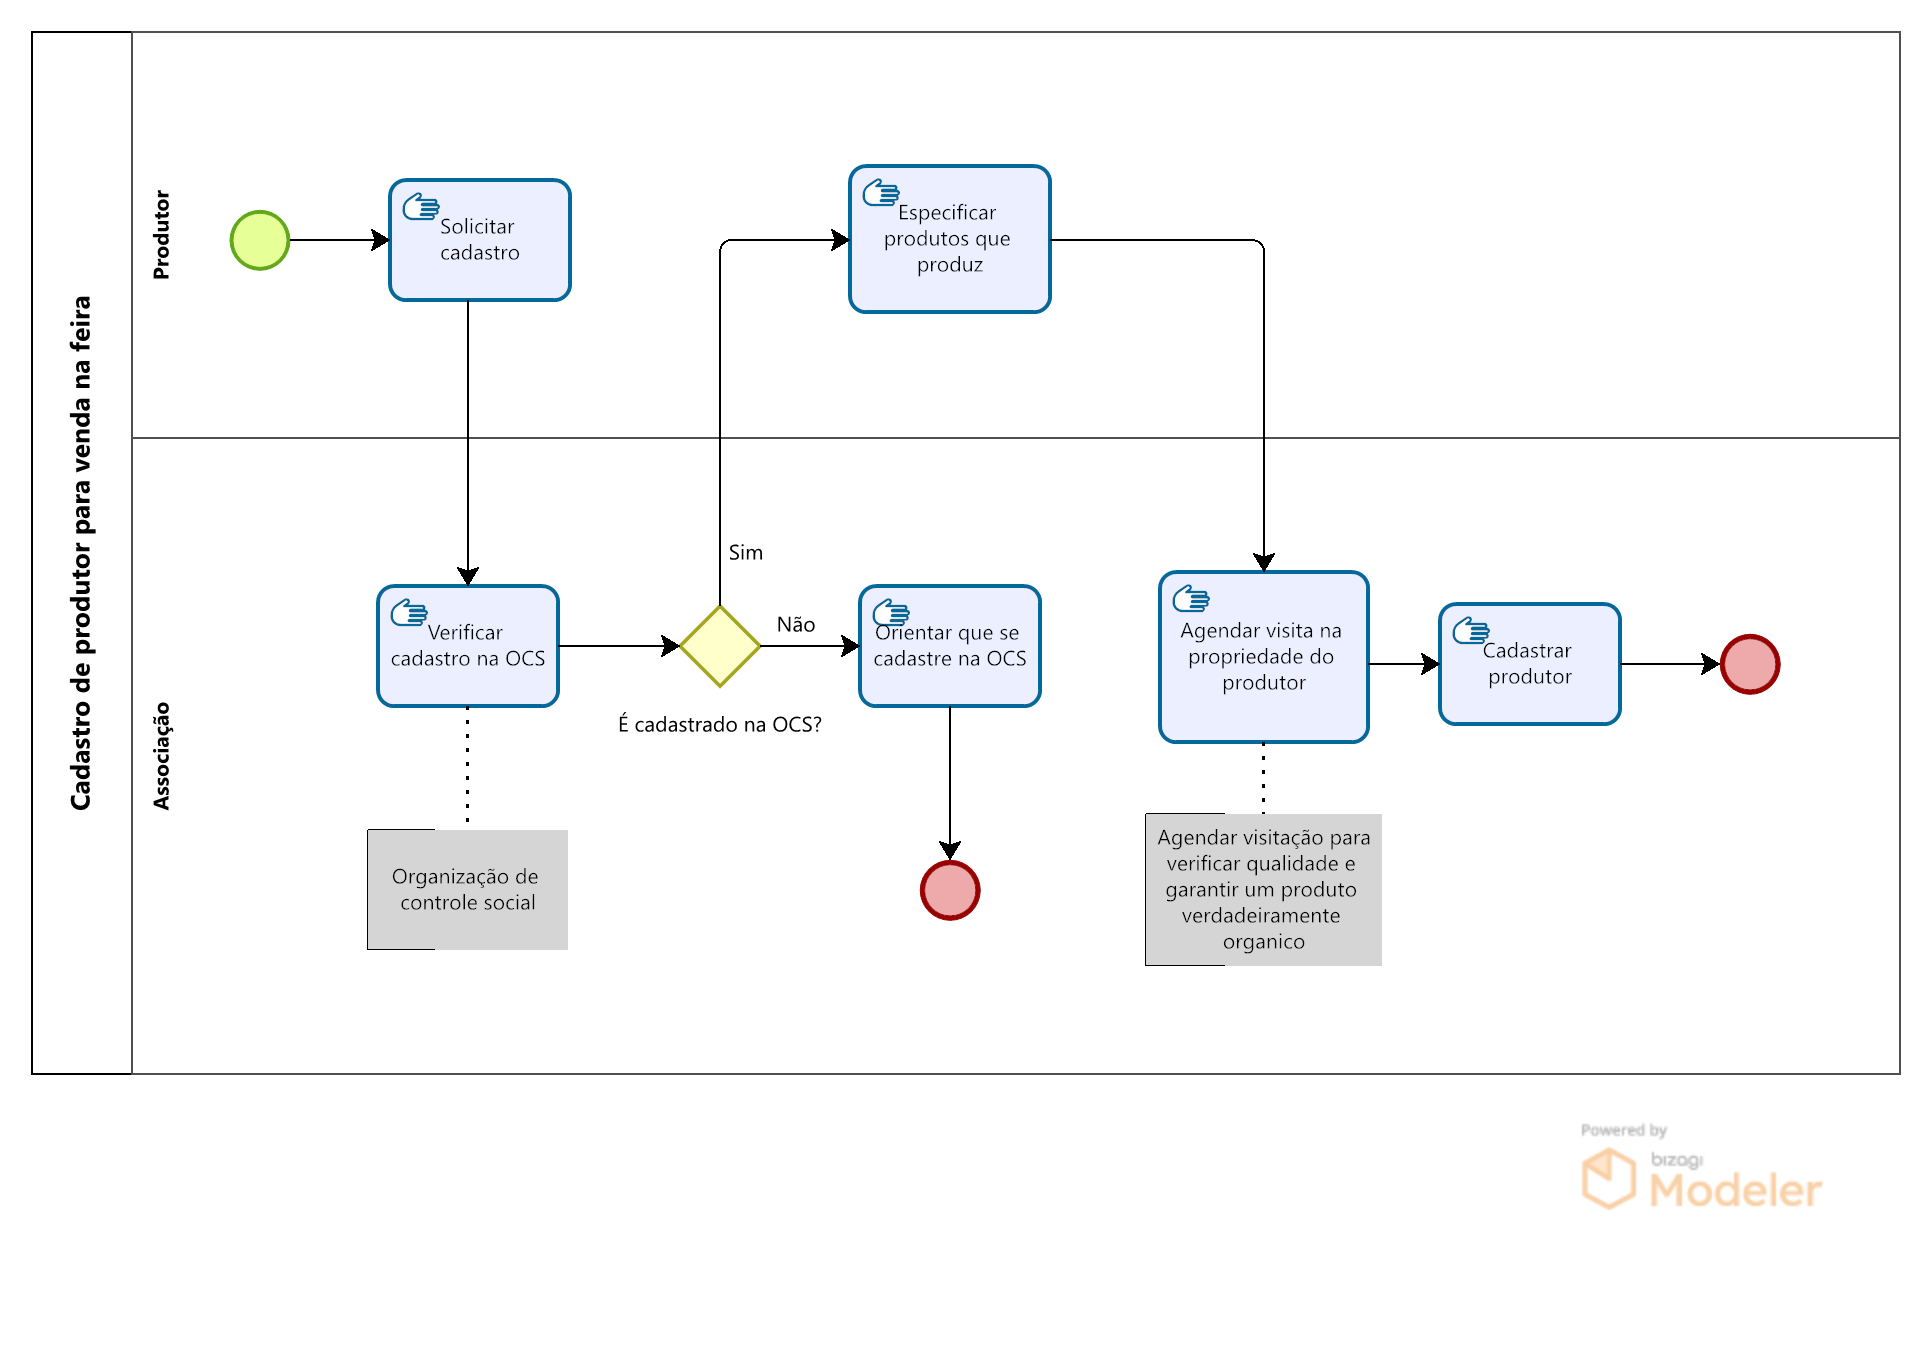 Cadastro de produtor para venda na feira
Produtor
Solicitar
cadastro
Especificar
produtos que
produz
Associação
Verificar
cadastro na OCS
Sim
Não
É cadastrado na OCS?
Orientar que se
cadastre na OCS
Agendar visita na
propriedade do
produtor
Cadastrar
produtor
Organização de
controle social
Agendar visitação para
verificar qualidade e
garantir um produto
verdadeiramente
organico
Powered by
bizagi
Modeler